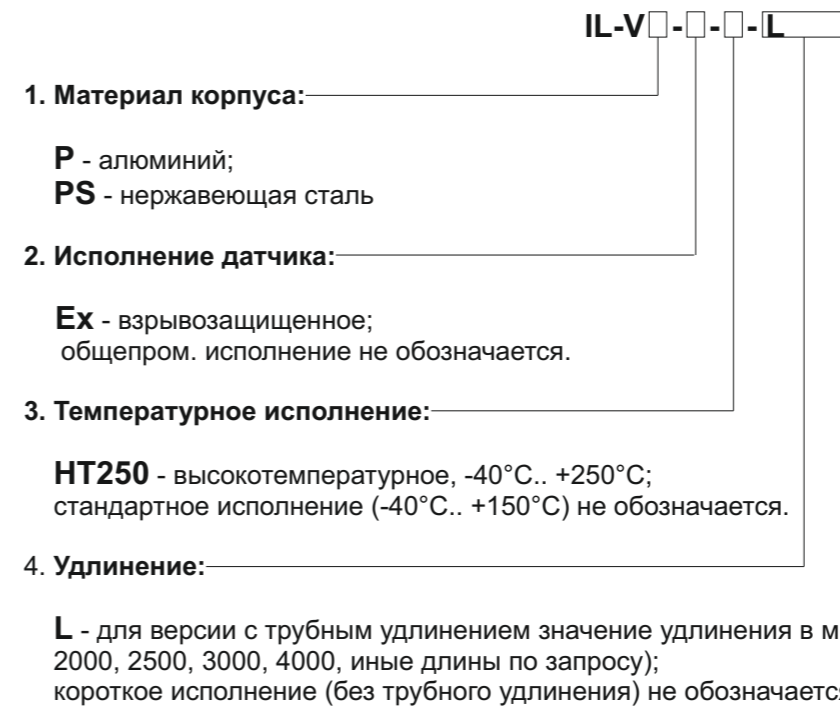 IL-V□-□-□-L
1. Материал корпуса:
P - алюминий;
PS - нержавеющая сталь
2. Исполнение датчика:
Ex - взрывозащищенное;
общепром. исполнение не обозначается.
3. Температурное исполнение:
HT250 - высокотемпературное, -40°C.. +250°C;
стандартное исполнение (-40°C.. +150°C) не обозначается.
4. Удлинение:
L - для версии с трубным удлинением значение удлинения в
2000, 2500, 3000, 4000, иные длины по запросу);
короткое исполнение (без трубного удлинения) не